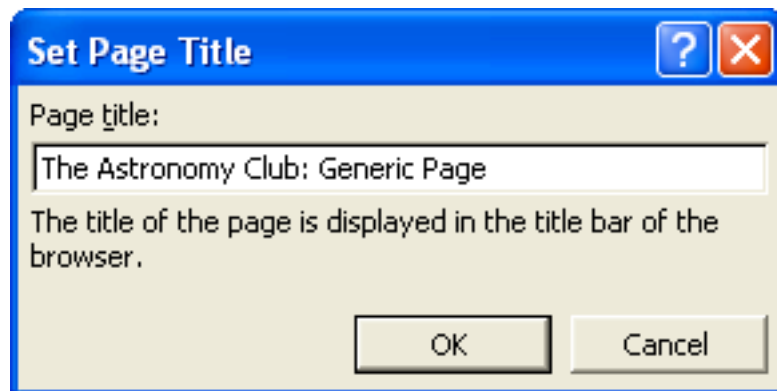 Set Page Title
?
Page title:
The Astronomy Club: Generic Page
The title of the page is displayed in the title bar of the
browser.
OK
Cancel